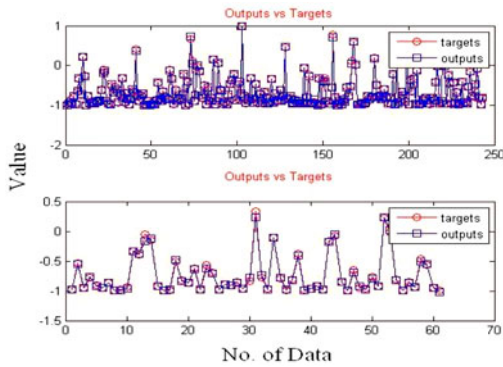 Outputs vs Targets
1
0
-1
-2
targets
outputs
0
50
100
150
200
250
Value
Outputs vs Targets
0.5
0
-0.5
-1
-1.5
targets
outputs
0
10
20
30
40
50
60
70
No. of Data